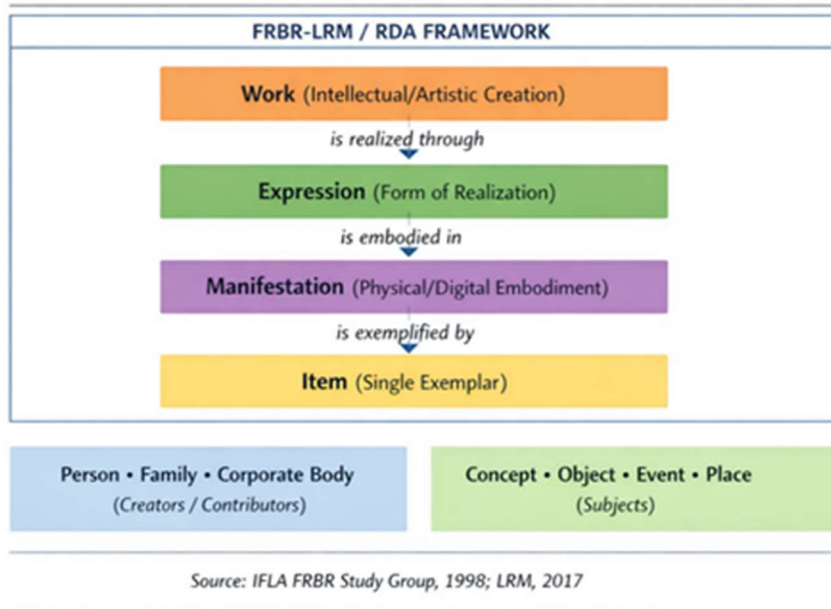 FRBR-LRM / RDA FRAMEWORK
Work (Intellectual/Artistic Creation)
is realized through
Expression (Form of Realization)
is embodied in
Manifestation (Physical/Digital Embodiment)
is exemplified by
Item (Single Exemplar)
Person • Family • Corporate Body
(Creators / Contributors)
Concept • Object • Event • Place
(Subjects)
Source: IFLA FRBR Study Group, 1998; LRM, 2017